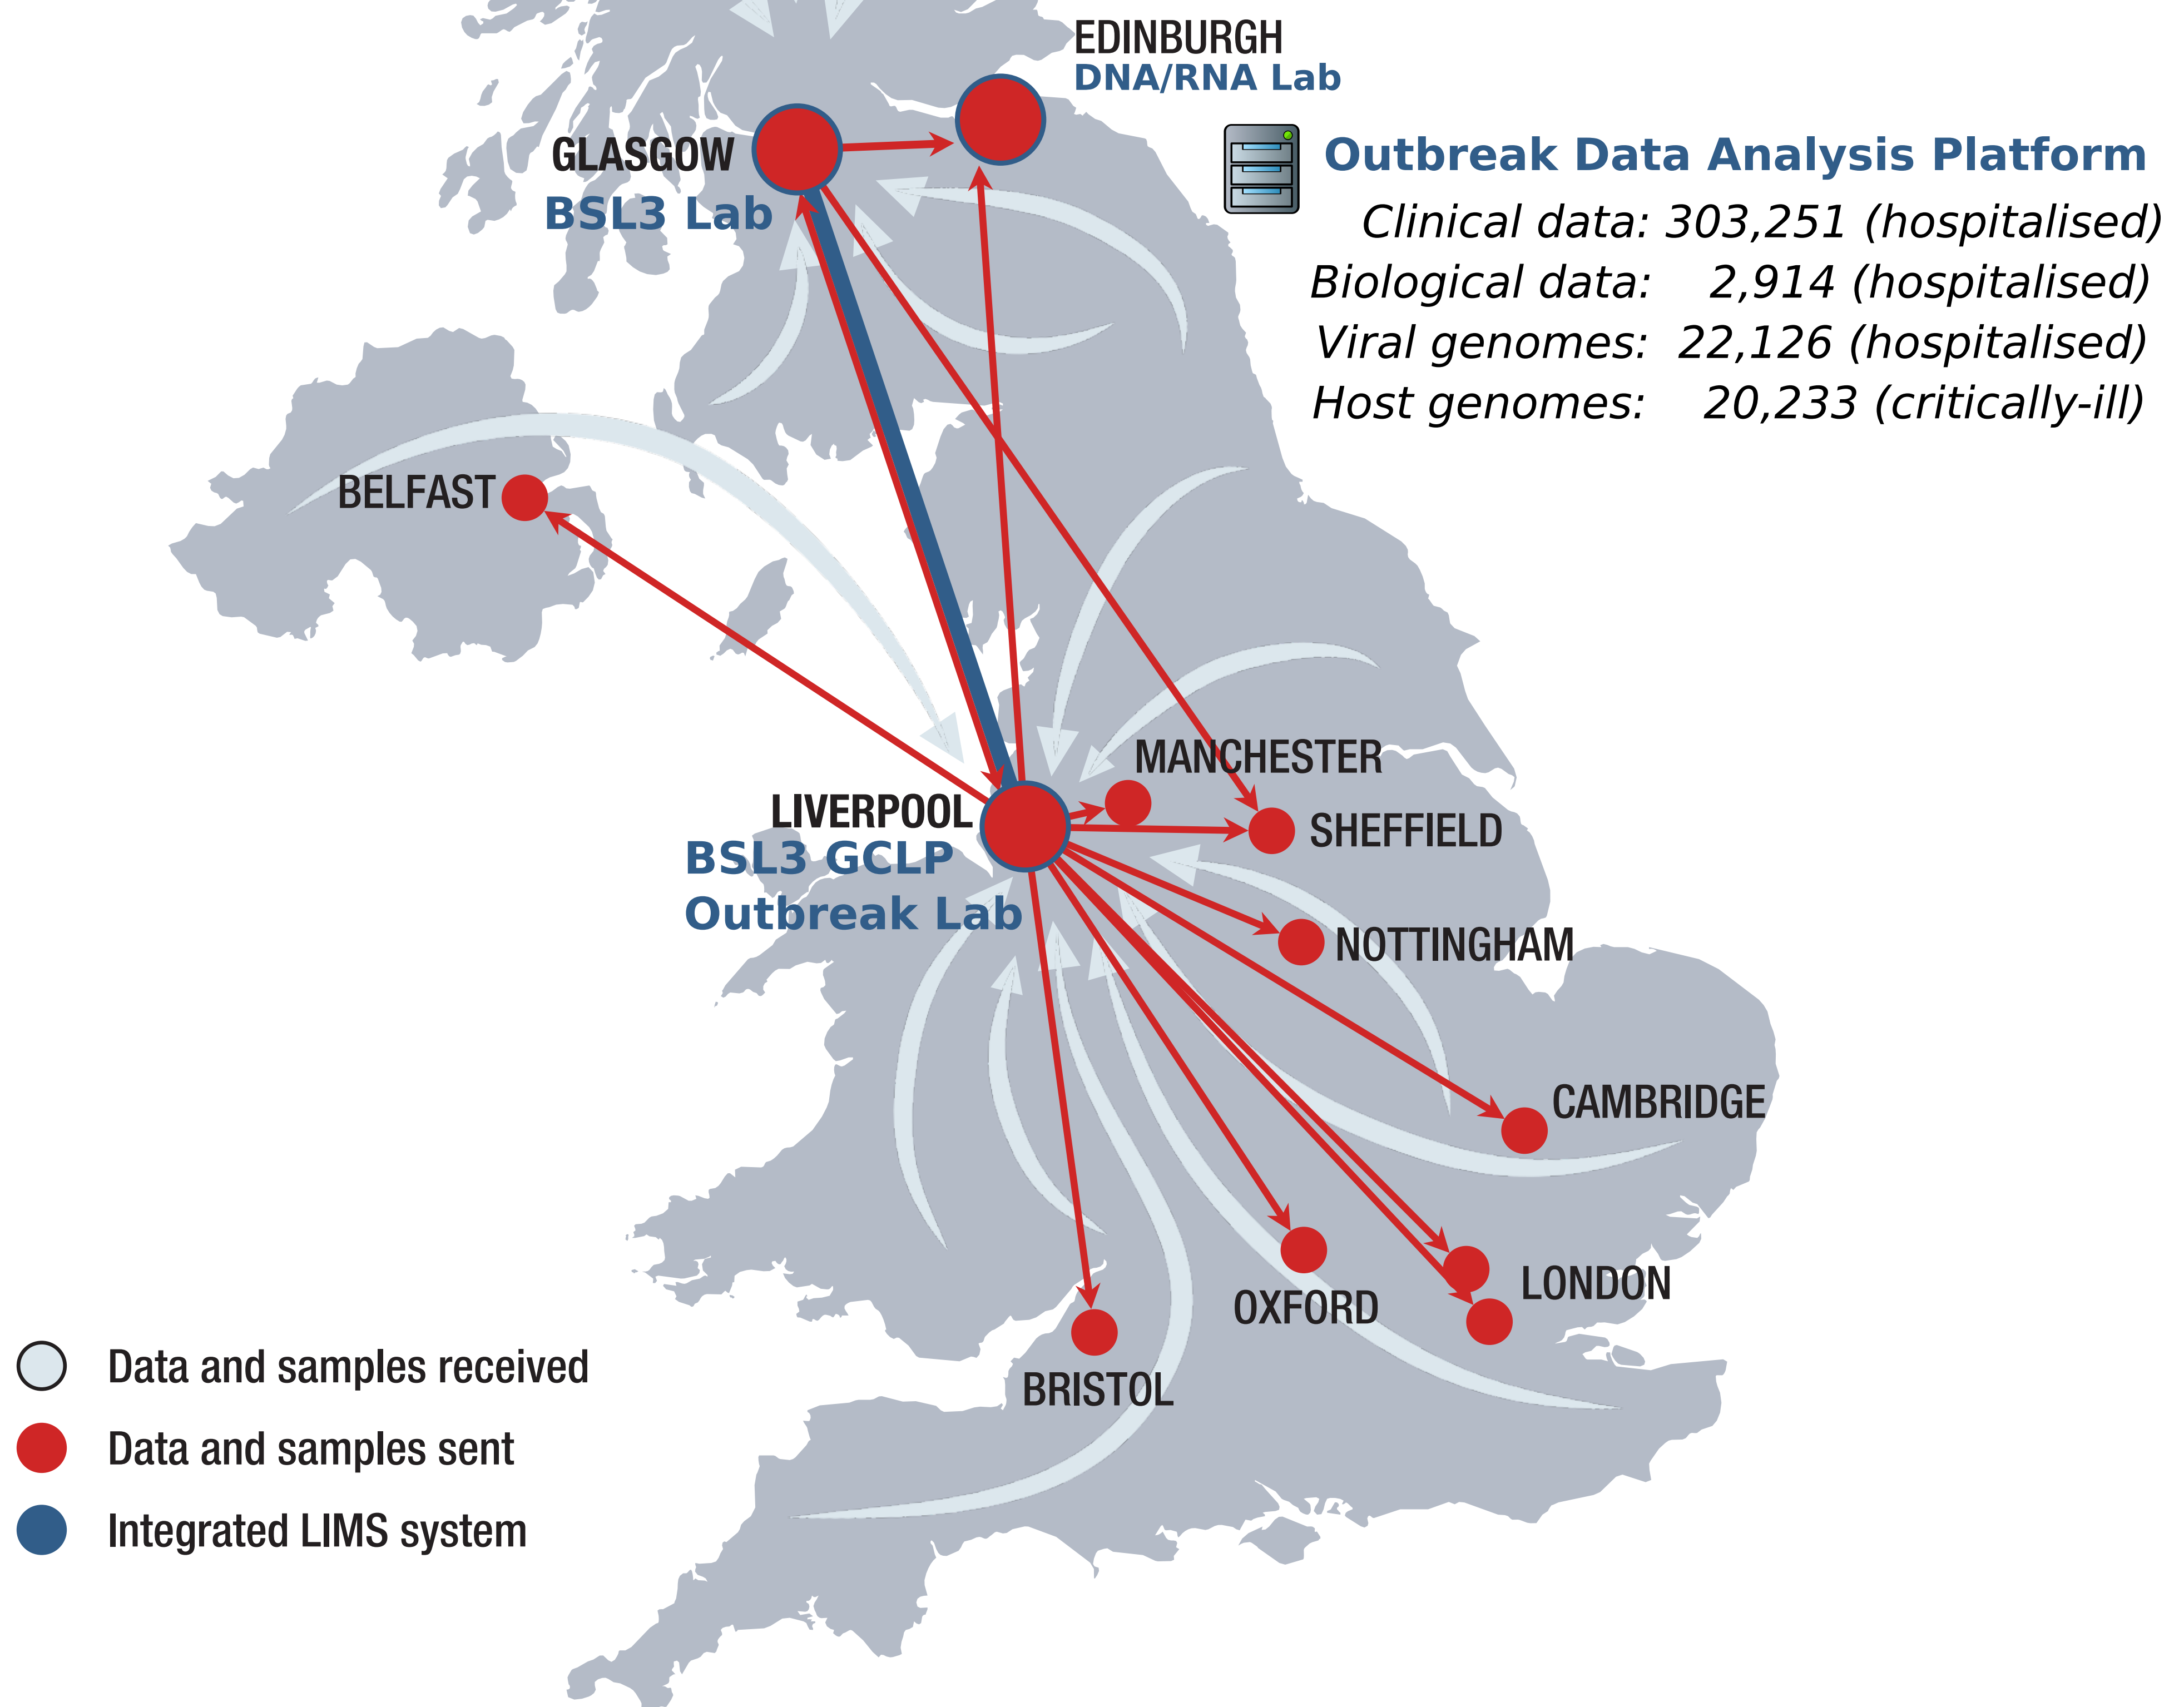 EDINBURGH
DNA/RNA Lab
GLASGOW
BSL3 Lab
Outbreak Data Analysis Platform
Clinical data: 303,251 (hospitalised)
Biological data: 2,914 (hospitalised)
Viral genomes: 22,126 (hospitalised)
Host genomes: 20,233 (critically-ill)
BELFAST
MANCHESTER
LIVERPOOL
BSL3 GCLP
Outbreak Lab
SHEFFIELD
NOTTINGHAM
CAMBRIDGE
LONDON
OXFORD
BRISTOL
Data and samples received
Data and samples sent
Integrated LIMS system